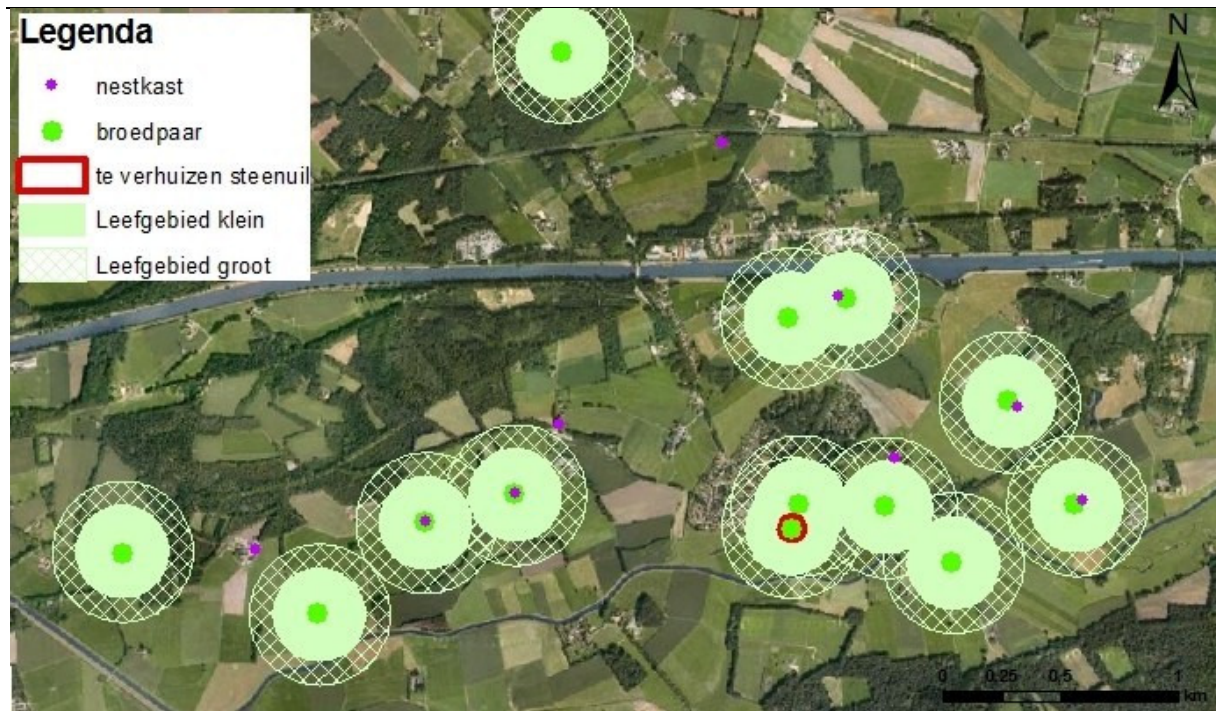 Legenda
nestkast
broedpaar
te verhuizen steenuil
Leefgebied klein
Leefgebied groot
N
0 0,25 0,5 1
km